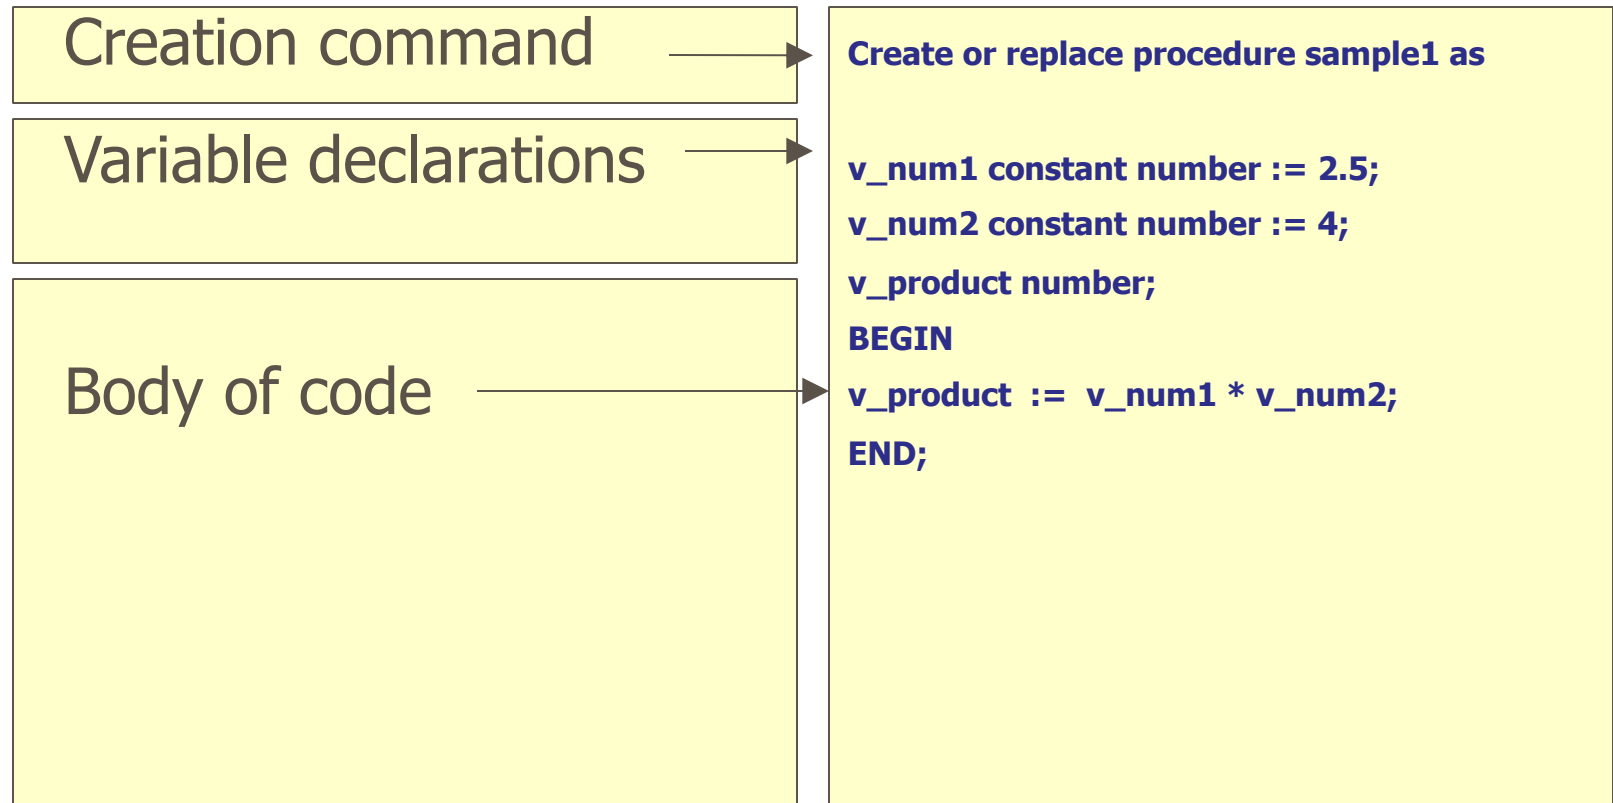 Creation command
Variable declarations
Body of code
Create or replace procedure sample1 as
v_num1 constant number := 2.5;
v_num2 constant number := 4;
v_product number;
BEGIN
v_product := v_num1 * v_num2;
END;